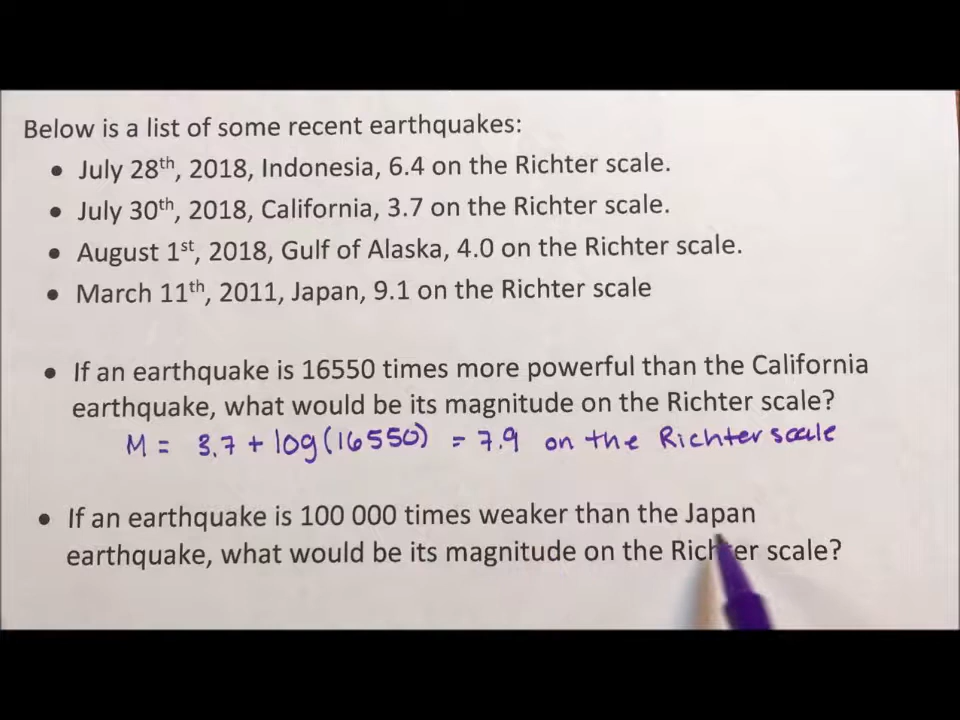 Below is a list of some recent earthquakes:
• July 28th, 2018, Indonesia, 6.4 on the Richter scale.
• July 30th, 2018, California, 3.7 on the Richter scale.
• August 1st, 2018, Gulf of Alaska, 4.0 on the Richter scale.
• March 11th, 2011, Japan, 9.1 on the Richter scale
• If an earthquake is 16550 times more powerful than the California
earthquake, what would be its magnitude on the Richter scale?
M = 3.7 + log(16550) = 7.9 on the Richter scale
• If an earthquake is 100 000 times weaker than the Japan
earthquake, what would be its magnitude on the Richter scale?